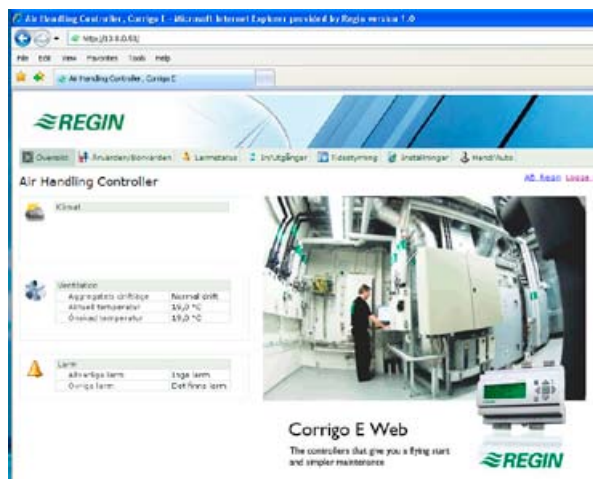 Air Handling Controller, Corrigo E - Microsoft Internet Explorer provided by Regin version 1.0
File Edit View Favorites Tools Help
Air Handling Controller, Corrigo E
REGIN
Översikt Ärvärden/Börvärden Larmstatus In/utgångar Tidsstyrning Inställningar Hand/Auto
Air Handling Controller
AB Regin
Klimat
Ventilation
Aggregatets driftläge Normal drift
Aktuell temperatur 19,0 °C
Önskad temperatur 19,0 °C
Larm
Allvarliga larm Inga larm
Övriga larm Det finns larm
Corrigo E Web
The controllers that give you a flying start
and simpler maintenance
REGIN